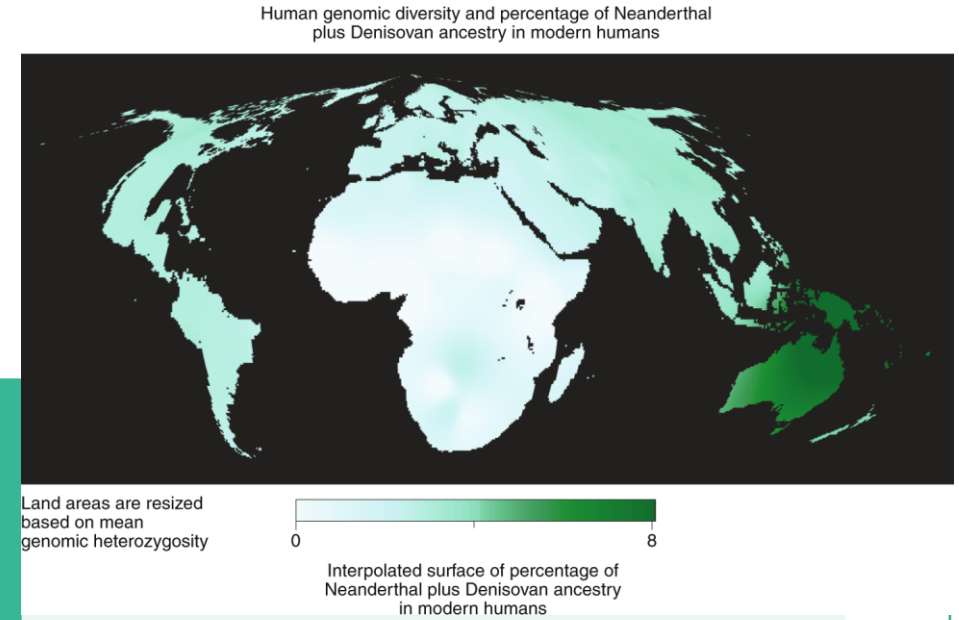 Human genomic diversity and percentage of Neanderthal
plus Denisovan ancestry in modern humans
Land areas are resized
based on mean
genomic heterozygosity
0
8
Interpolated surface of percentage of
Neanderthal plus Denisovan ancestry
in modern humans